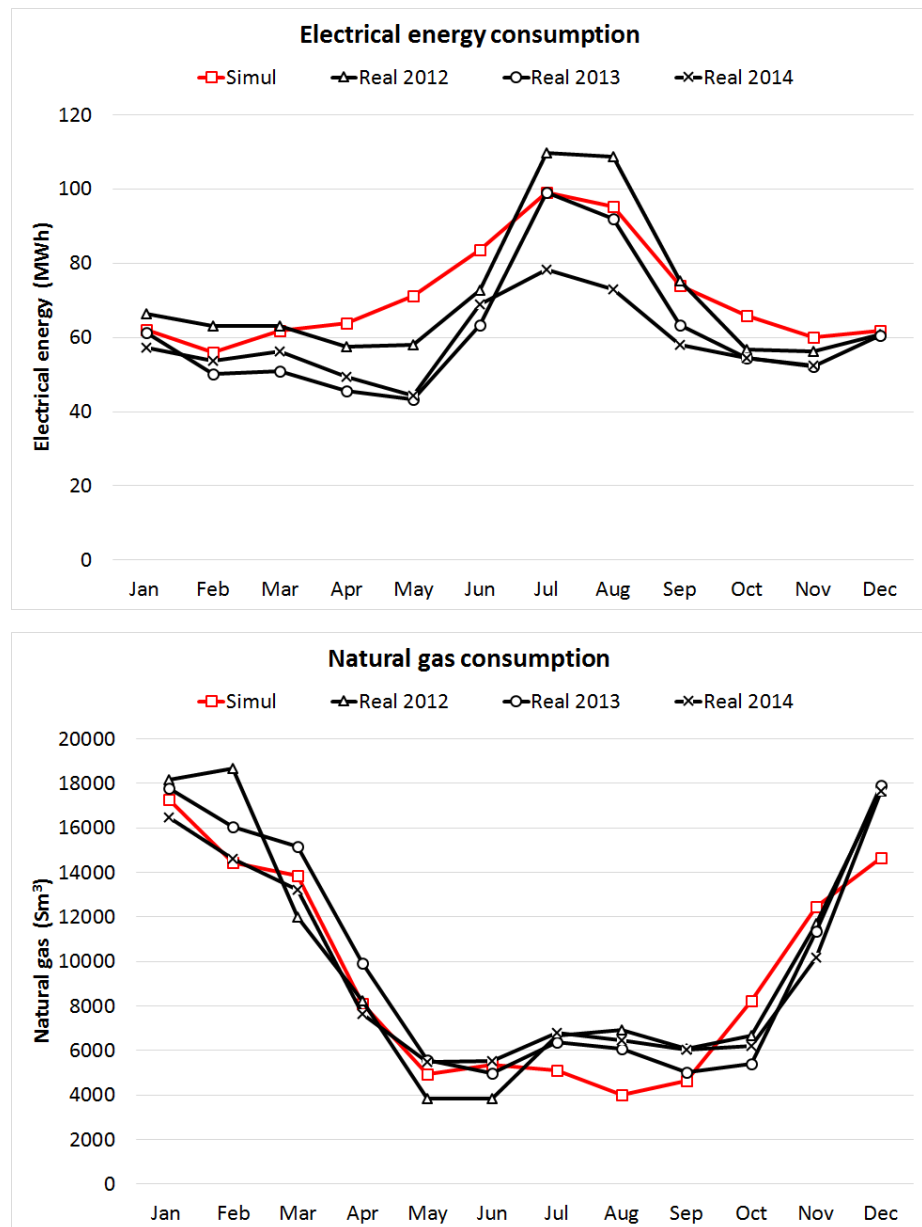 Electrical energy consumption
Simul Real 2012 Real 2013 Real 2014
Electrical energy (MWh)
120
100
80
60
40
20
0
Jan Feb Mar Apr May Jun Jul Aug Sep Oct Nov Dec
Natural gas consumption
Simul Real 2012 Real 2013 Real 2014
Natural gas (Sm³)
20000
18000
16000
14000
12000
10000
8000
6000
4000
2000
0
Jan Feb Mar Apr May Jun Jul Aug Sep Oct Nov Dec